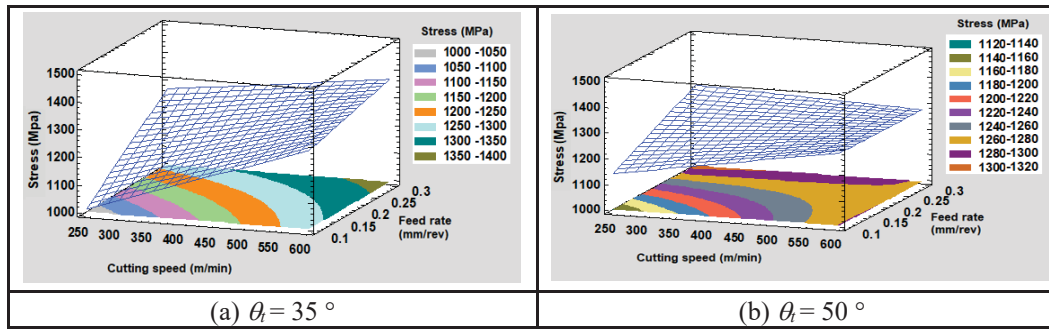 Stress (MPa)
1000 -1050
1050 -1100
1100 -1150
1150 -1200
1200 -1250
1250 -1300
1300 -1350
1350 -1400
Stress (Mpa)
1500
1400
1300
1200
1100
1000
250 300 350 400 450 500 550 600
Cutting speed (m/min)
0.1 0.15 0.2 0.25 0.3
Feed rate
(mm/rev)
(a) θt = 35 °
Stress (MPa)
1120-1140
1140-1160
1160-1180
1180-1200
1200-1220
1220-1240
1240-1260
1260-1280
1280-1300
1300-1320
Stress (Mpa)
1500
1400
1300
1200
1100
1000
250 300 350 400 450 500 550 600
Cutting speed (m/min)
0.1 0.15 0.2 0.25 0.3
Feed rate
(mm/rev)
(b) θt = 50 °